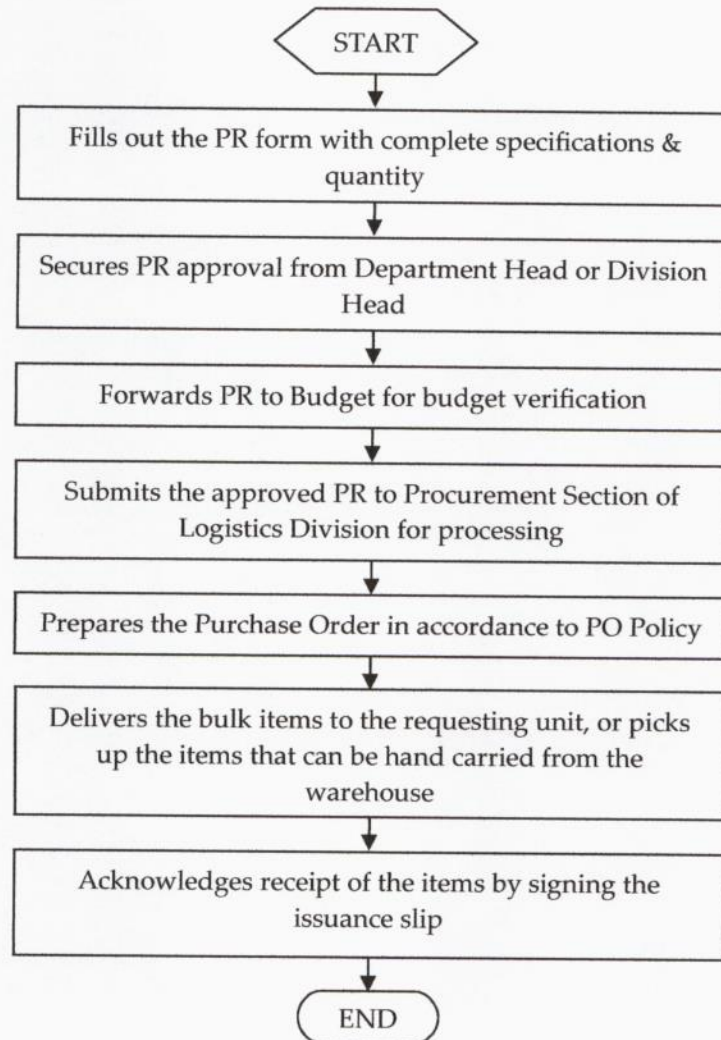 START
Fills out the PR form with complete specifications &
quantity
Secures PR approval from Department Head or Division
Head
Forwards PR to Budget for budget verification
Submits the approved PR to Procurement Section of
Logistics Division for processing
Prepares the Purchase Order in accordance to PO Policy
Delivers the bulk items to the requesting unit, or picks
up the items that can be hand carried from the
warehouse
Acknowledges receipt of the items by signing the
issuance slip
END